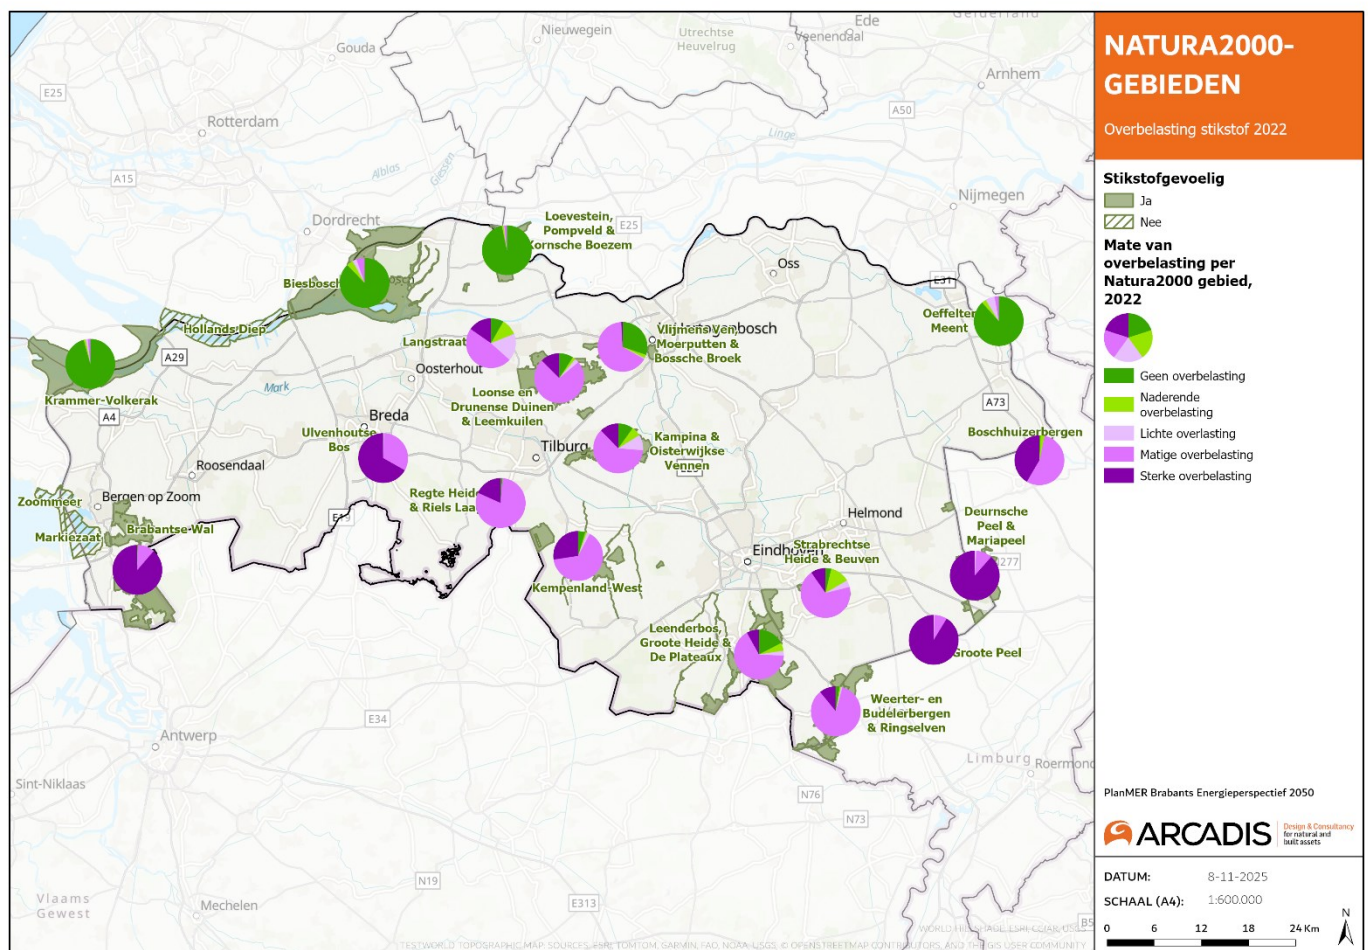 NATURA2000-
GEBIEDEN
Overbelasting stikstof 2022
Stikstofgevoelig
Ja
Nee
Mate van
overbelasting per
Natura2000 gebied,
2022
Geen overbelasting
Naderende
overbelasting
Lichte overlasting
Matige overbelasting
Sterke overbelasting
PlanMER Brabants Energieperspectief 2050
ARCADIS
Design & Consultancy
for natural and
built assets
DATUM: 8-11-2025
SCHAAL (A4): 1:600.000
0 6 12 18 24 Km
N
Gouda
Nieuwegein
Utrechtse
Heuvelrug
Ede
Veenendaal
Gelderland
Arnhem
E25
A50
Rotterdam
Linge
Alblas
Giessen
A15
Nijmegen
Dordrecht
E25
Loevestein,
Pompveld &
Kornsche Boezem
Oss
Biesbosch
E31
Oeffelter
Meent
Hollands Diep
Langstraat
Vlijmens Ven,
Moerputten &
Bossche Broek
A29
Oosterhout
Mark
Krammer-Volkerak
A4
Loonse en
Drunense Duinen
& Leemkuilen
A73
Breda
Ulvenhoutse
Bos
Tilburg
Kampina &
Oisterwijkse
Vennen
Boschhuizerbergen
Roosendaal
Zoommeer
Bergen op Zoom
Regte Heide
& Riels Laag
Helmond
Deurnsche
Peel &
Mariapeel
Markiezaat
Brabantse Wal
E19
Eindhoven
Strabrechtse
Heide & Beuven
N277
Kempenland-West
Leenderbos,
Groote Heide &
De Plateaux
Groote Peel
Weerter- en
Budelerbergen
& Ringselven
E34
Antwerp
Limburg
Roermond
Sint-Niklaas
N76
N73
N19
Vlaams
Gewest
Mechelen
E313